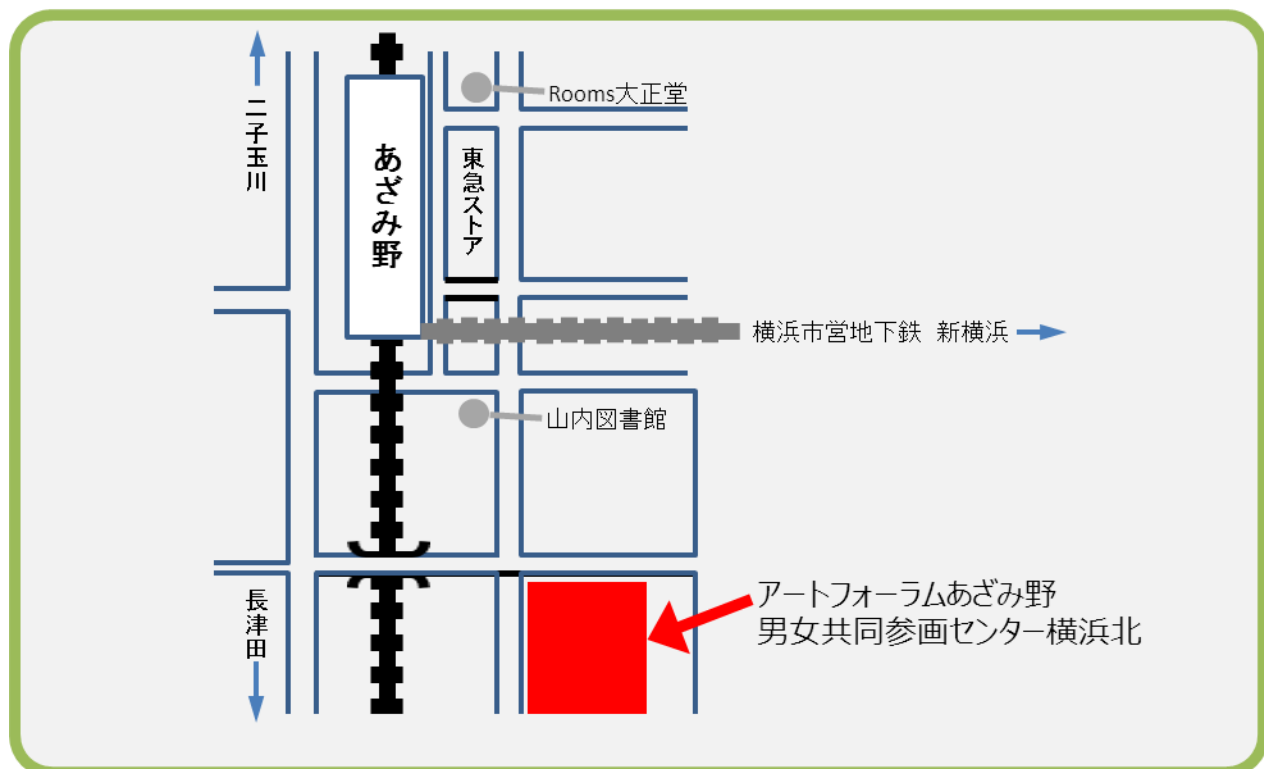 二子玉川
Rooms大正堂
あざみ野
東急ストア
横浜市営地下鉄 新横浜
山内図書館
長津田
アートフォーラムあざみ野
男女共同参画センター横浜北